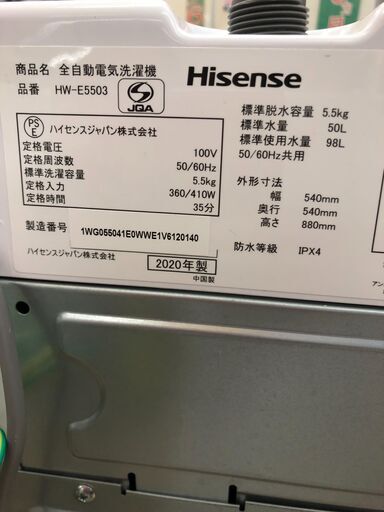 商品名 全自動電気洗濯機
品番 HW-E5503
JQA
Hisense
PS
E
ハイセンスジャパン株式会社
定格電圧 100V
定格周波数 50/60Hz
標準洗濯容量 5.5kg
定格入力 360/410W
定格時間 35分
製造番号 1WG055041E0WWE1V6120140
ハイセンスジャパン株式会社
2020年製
中国製
標準脱水容量 5.5kg
標準水量 50L
標準使用水量 98L
50/60Hz共用
外形寸法
幅 540mm
奥行 540mm
高さ 880mm
防水等級 IPX4